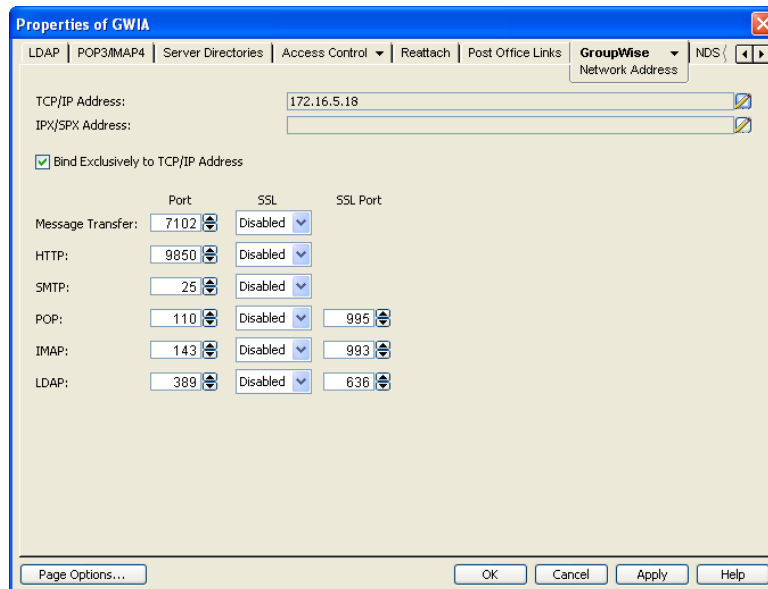 Properties of GWIA
LDAP POP3/IMAP4 Server Directories Access Control Reattach Post Office Links GroupWise NDS
Network Address
TCP/IP Address: 172.16.5.18
IPX/SPX Address:
Bind Exclusively to TCP/IP Address
Port SSL SSL Port
Message Transfer: 7102 Disabled
HTTP: 9850 Disabled
SMTP: 25 Disabled
POP: 110 Disabled 995
IMAP: 143 Disabled 993
LDAP: 389 Disabled 636
Page Options... OK Cancel Apply Help